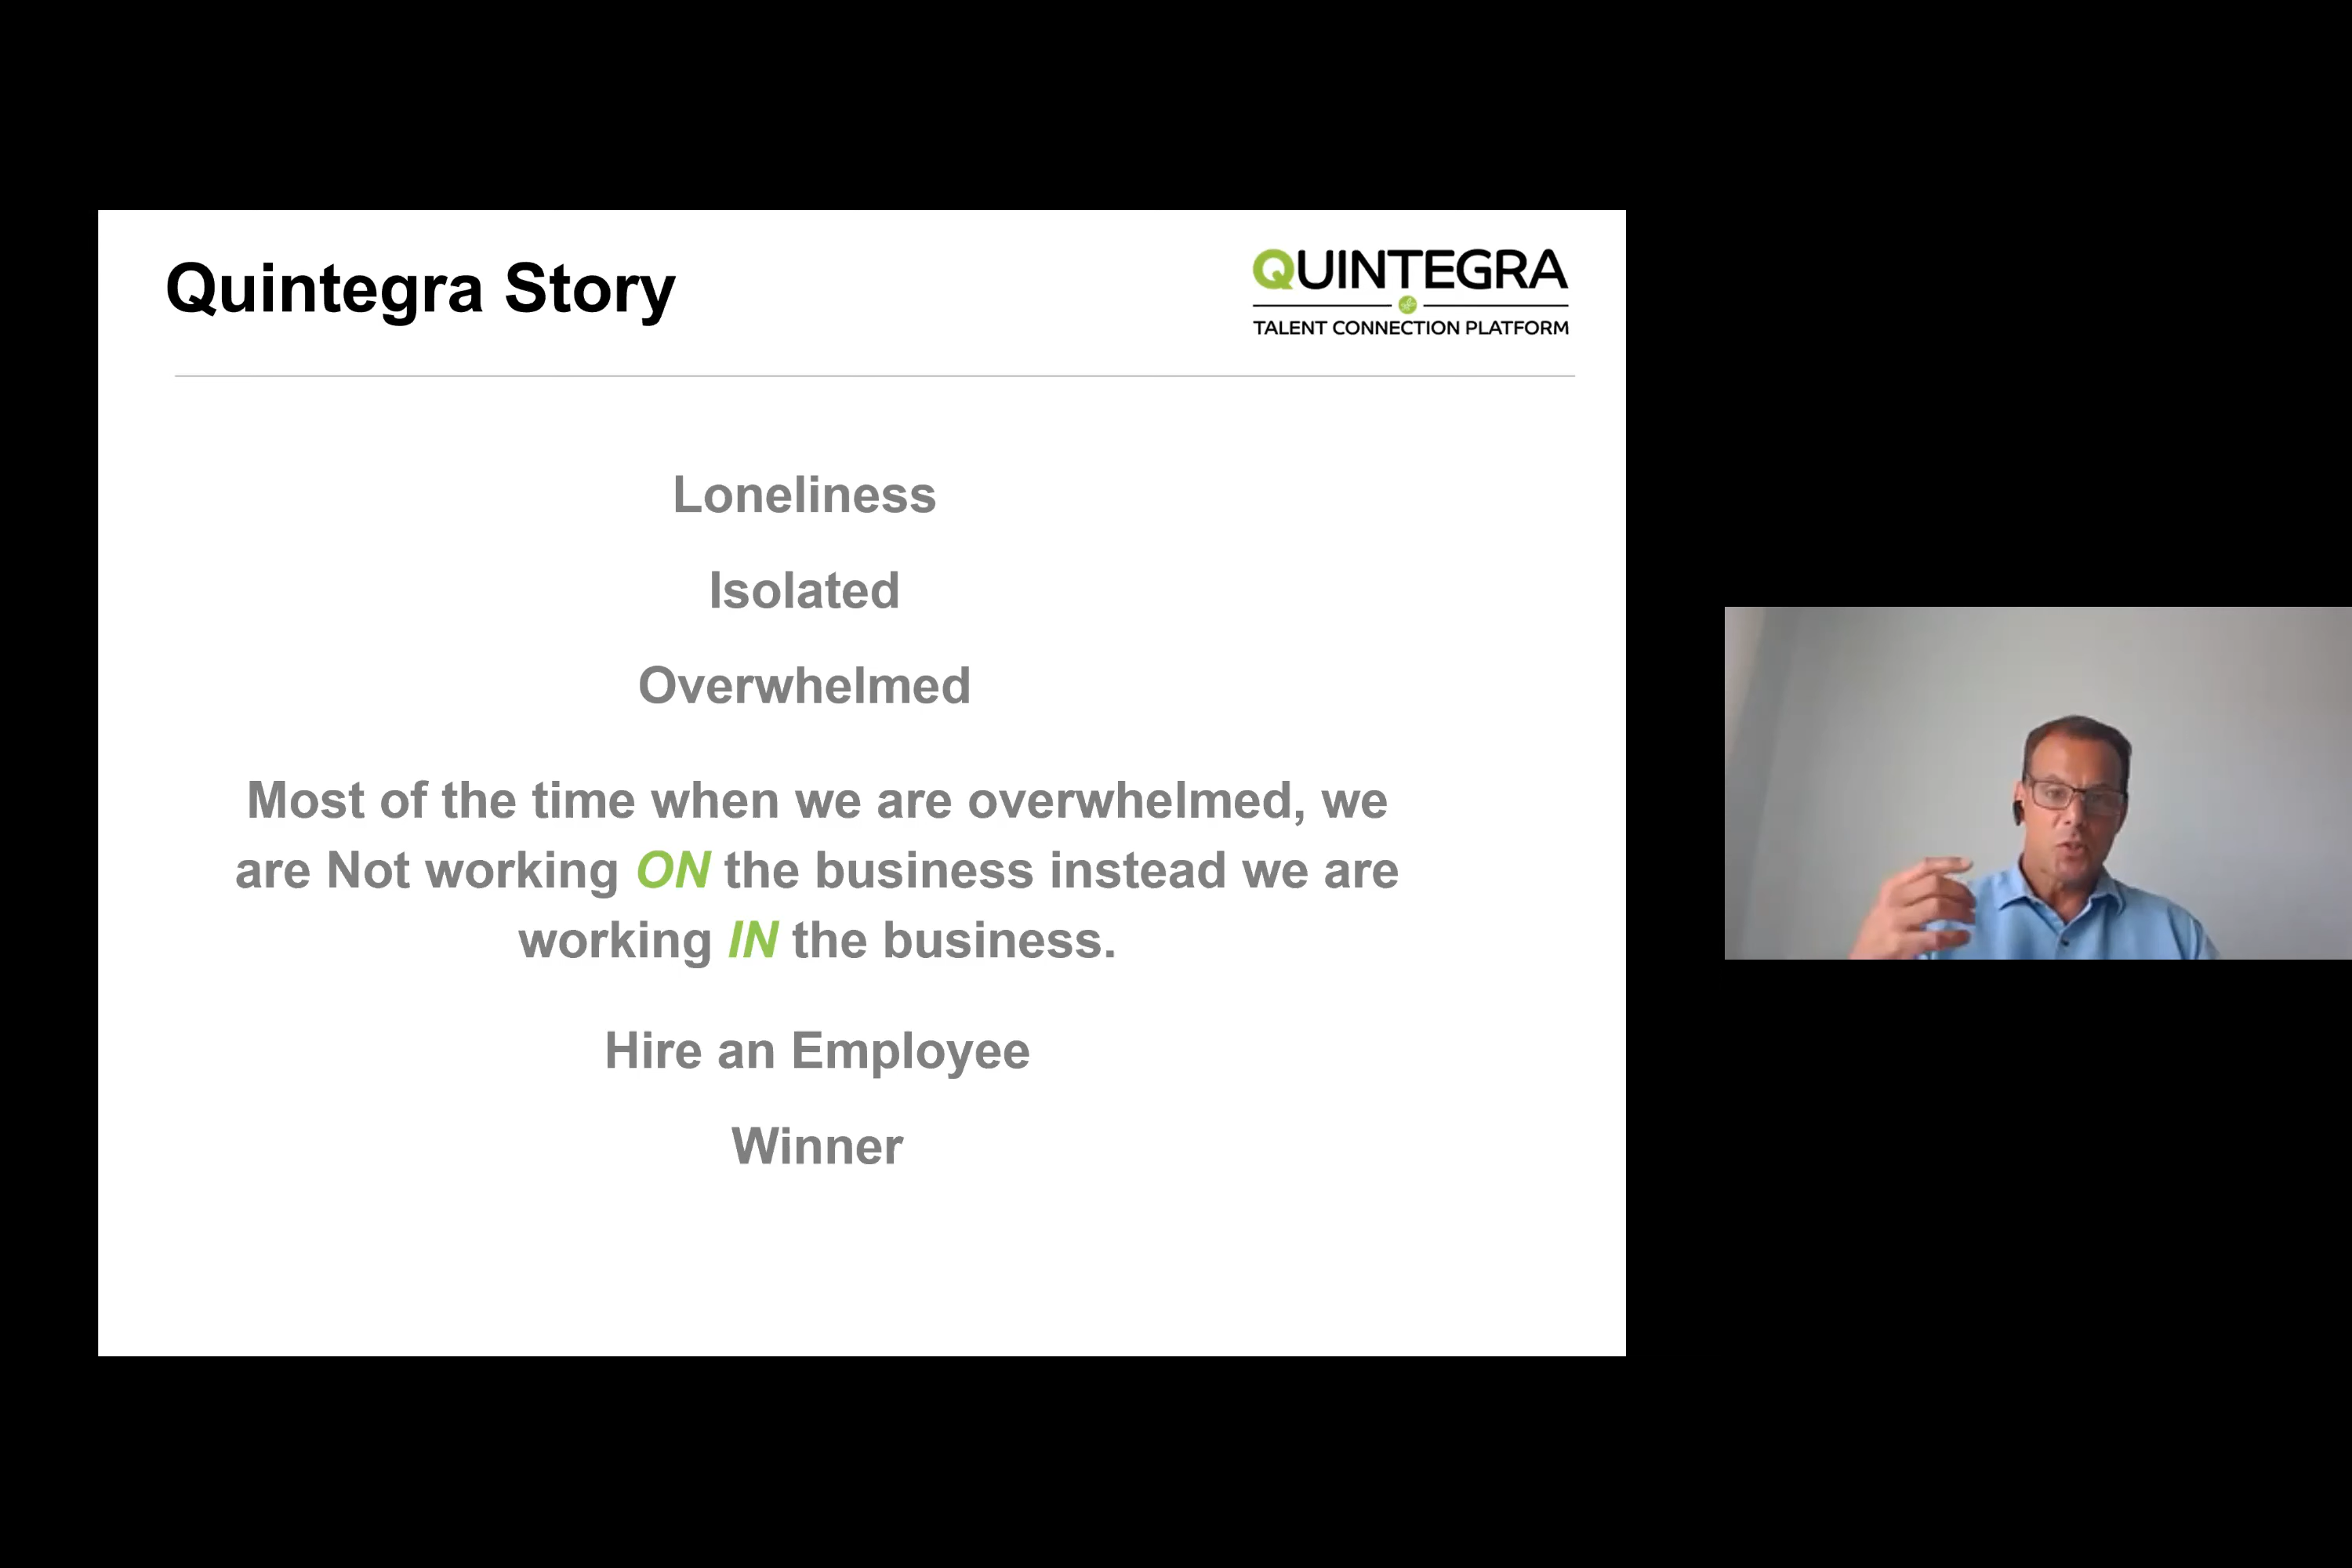 Quintegra Story
QUINTEGRA
TALENT CONNECTION PLATFORM
Loneliness
Isolated
Overwhelmed
Most of the time when we are overwhelmed, we
are Not working ON the business instead we are
working IN the business.
Hire an Employee
Winner